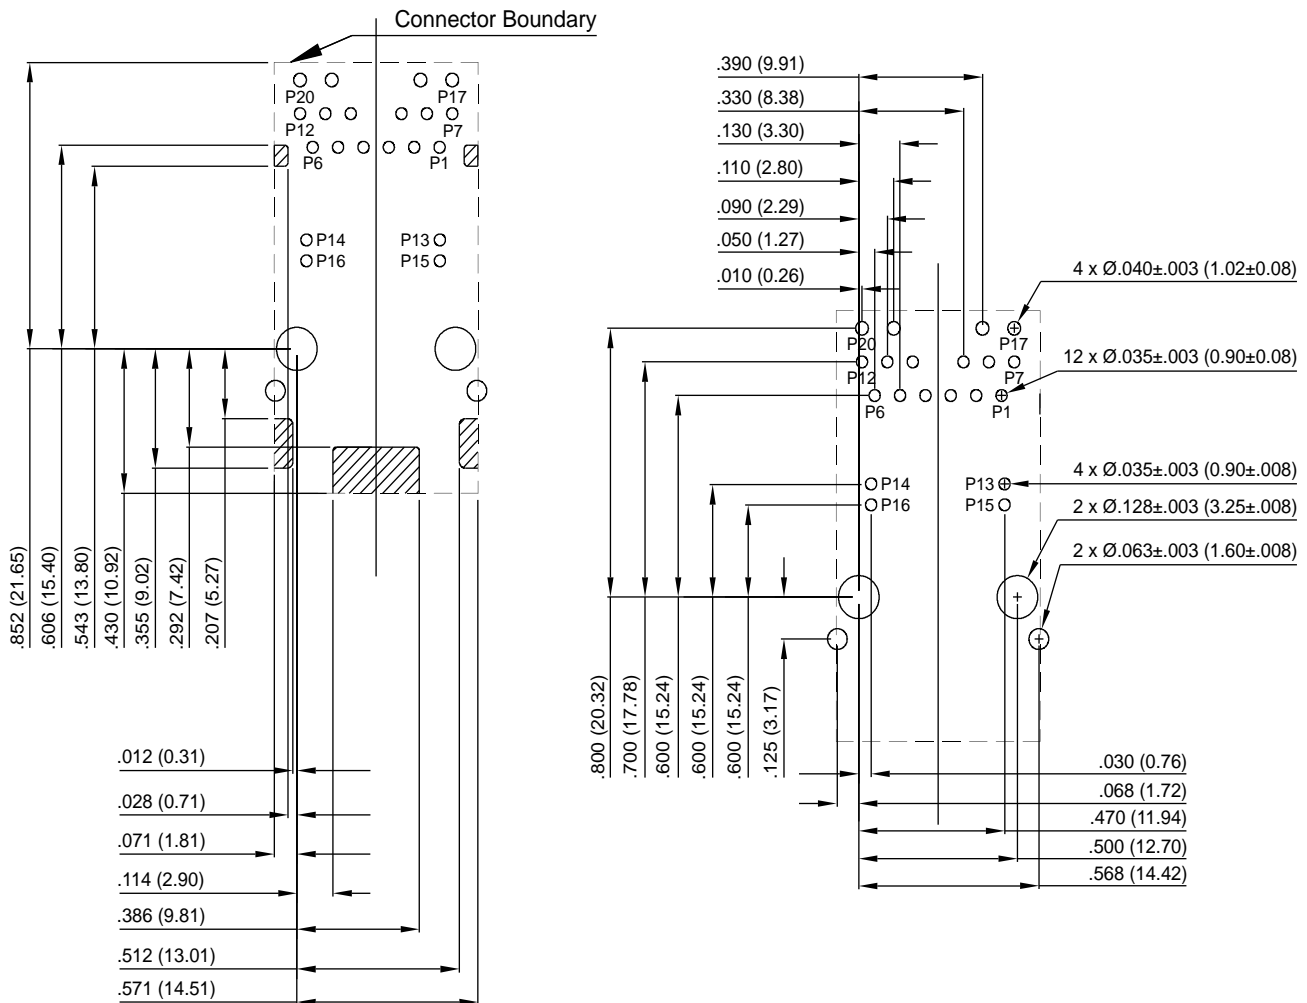 Connector Boundary
P20
P17
P12
P7
P6
P1
P14
P13
P16
P15
.852 (21.65)
.606 (15.40)
.543 (13.80)
.430 (10.92)
.355 (9.02)
.292 (7.42)
.207 (5.27)
.012 (0.31)
.028 (0.71)
.071 (1.81)
.114 (2.90)
.386 (9.81)
.512 (13.01)
.571 (14.51)
.390 (9.91)
.330 (8.38)
.130 (3.30)
.110 (2.80)
.090 (2.29)
.050 (1.27)
.010 (0.26)
4 x Ø.040±.003 (1.02±0.08)
P20
P17
12 x Ø.035±.003 (0.90±0.08)
P12
P7
P6
P1
4 x Ø.035±.003 (0.90±.008)
P14
P13
P16
P15
2 x Ø.128±.003 (3.25±.008)
2 x Ø.063±.003 (1.60±.008)
.800 (20.32)
.700 (17.78)
.600 (15.24)
.600 (15.24)
.600 (15.24)
.125 (3.17)
.030 (0.76)
.068 (1.72)
.470 (11.94)
.500 (12.70)
.568 (14.42)